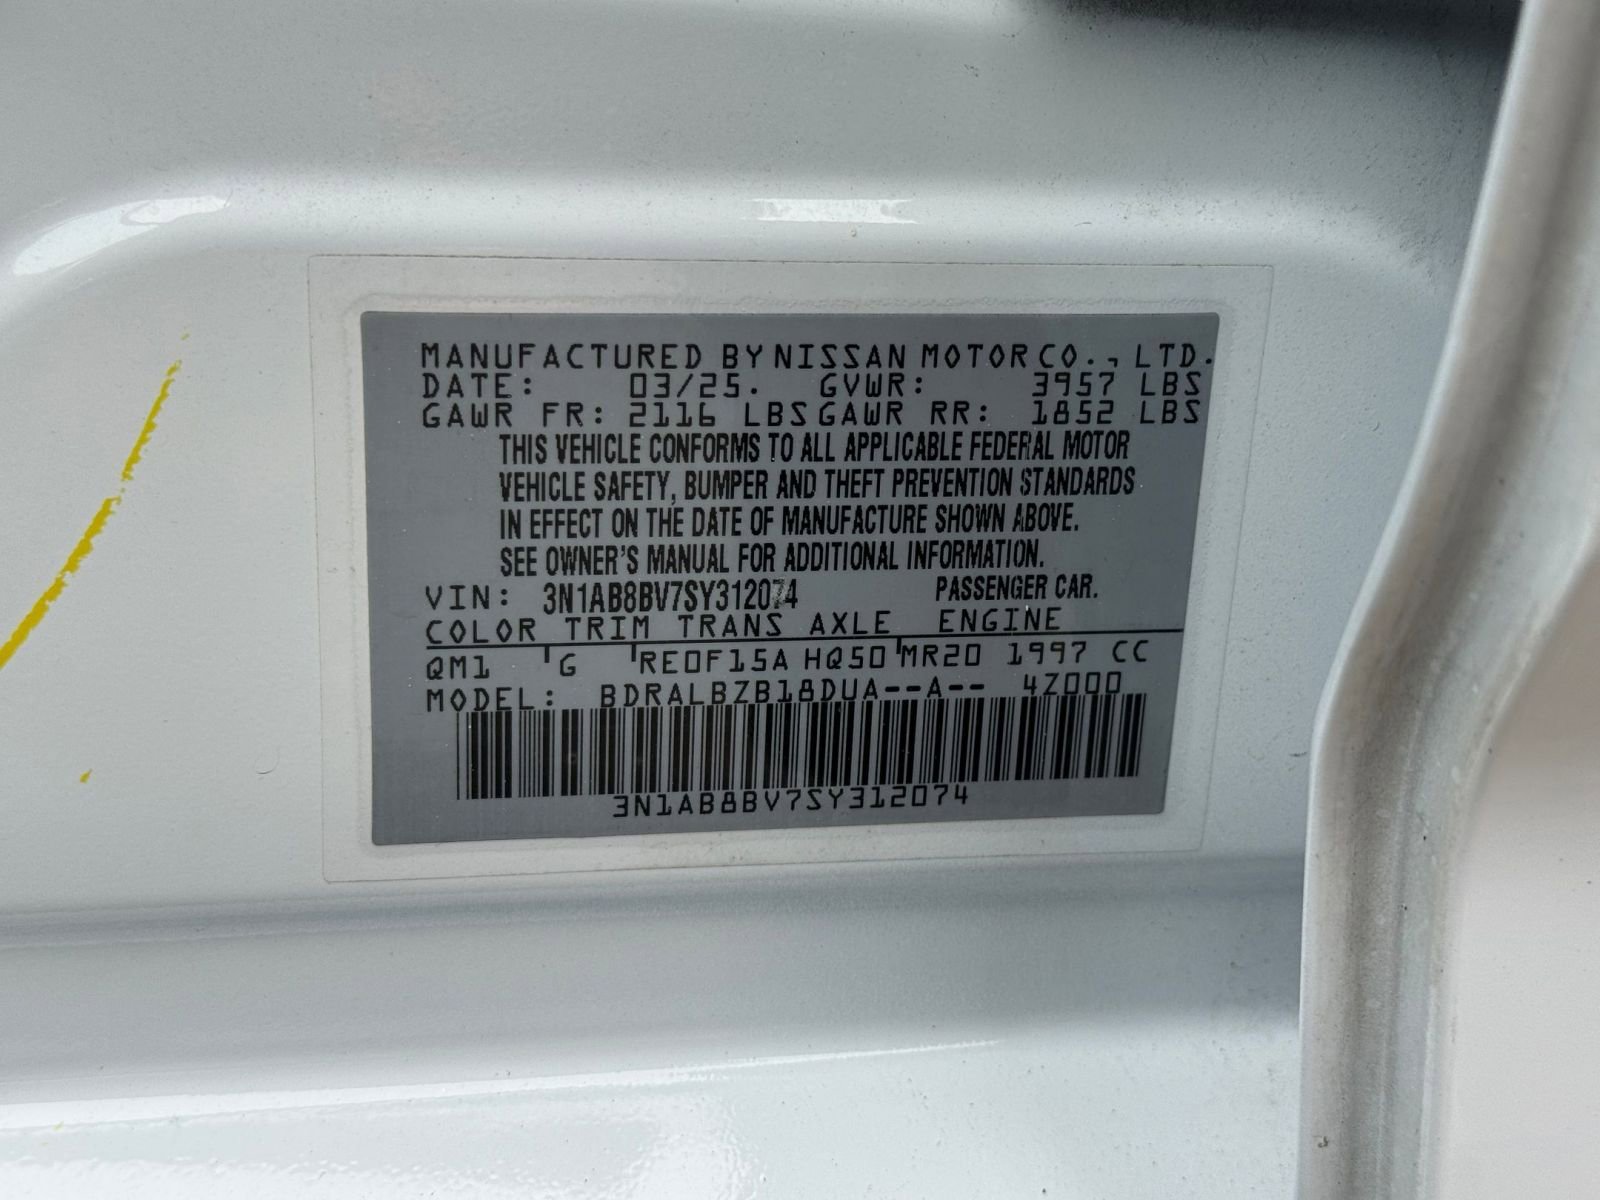 MANUFACTURED BY NISSAN MOTOR CO., LTD.
DATE: 03/25. GVWR: 3957 LBS
GAWR FR: 2116 LBS GAWR RR: 1852 LBS
THIS VEHICLE CONFORMS TO ALL APPLICABLE FEDERAL MOTOR
VEHICLE SAFETY, BUMPER AND THEFT PREVENTION STANDARDS
IN EFFECT ON THE DATE OF MANUFACTURE SHOWN ABOVE.
SEE OWNER'S MANUAL FOR ADDITIONAL INFORMATION.
VIN: 3N1AB8BV7SY312074 PASSENGER CAR.
COLOR TRIM TRANS AXLE ENGINE
QM1 G RE0F15A HQ50 MR20 1997 CC
MODEL: BDRALBZB18DUA--A-- 4Z000
3N1AB8BV7SY312074